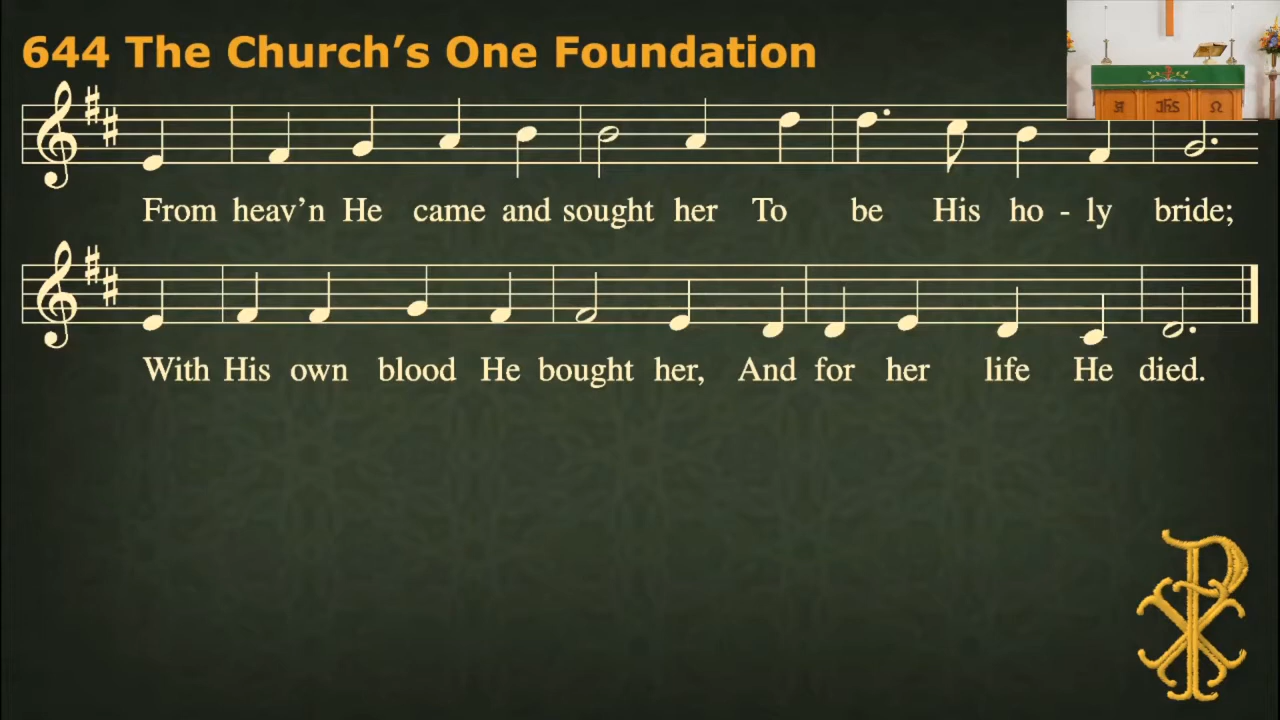 644 The Church’s One Foundation
From heav’n He came and sought her To be His ho - ly bride;
With His own blood He bought her, And for her life He died.
IHS Ω